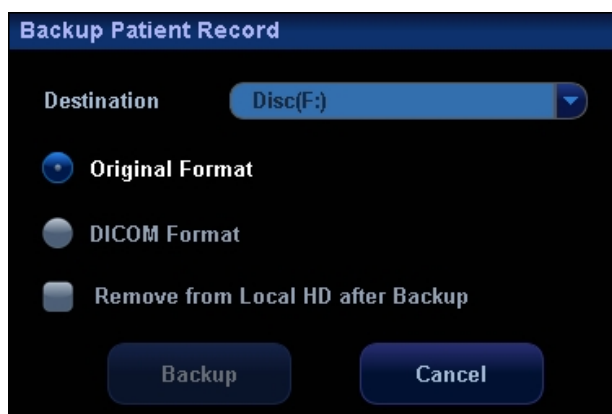 Backup Patient Record
Destination Disc(F:)
Original Format
DICOM Format
Remove from Local HD after Backup
Backup Cancel